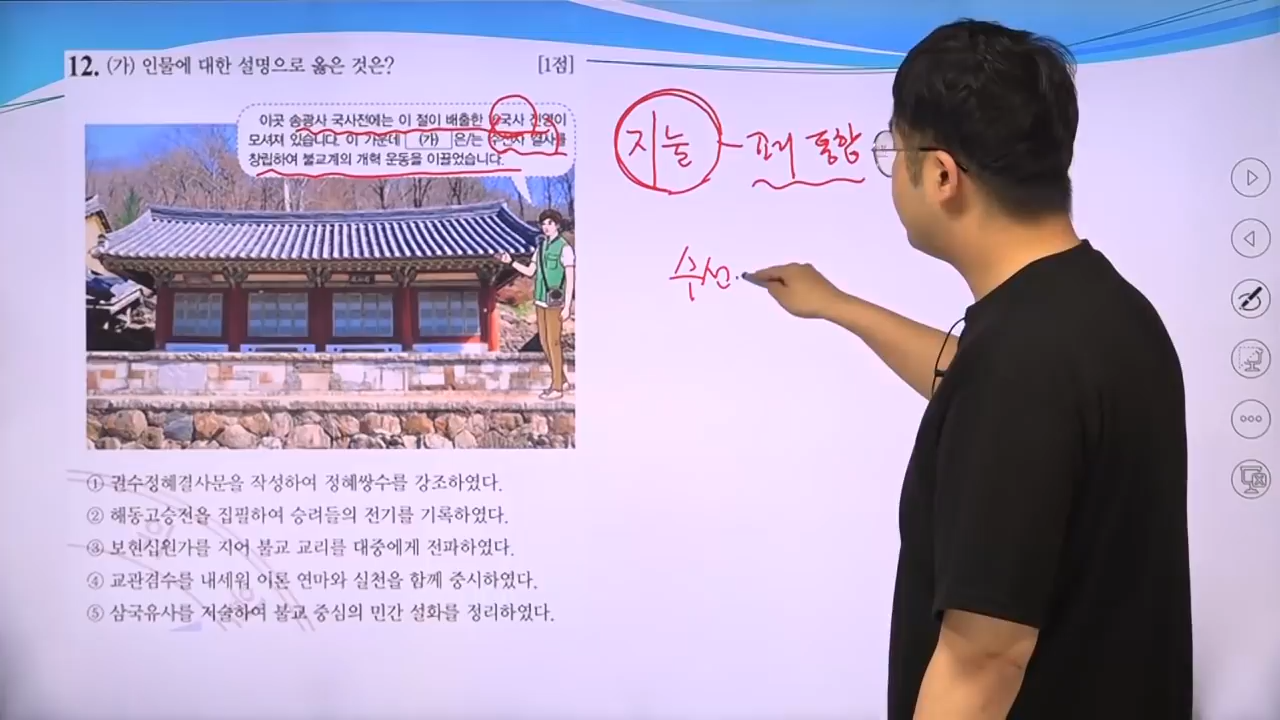 12. (가) 인물에 대한 설명으로 옳은 것은? [1점]
이곳 송광사 국사전에는 이 절이 배출한 국사 진영이
모셔져 있습니다. 이 가운데 (가) 은/는 수선사 결사를
창립하여 불교계의 개혁 운동을 이끌었습니다.
지눌 - 교리 통합
수선
① 권수정혜결사문을 작성하여 정혜쌍수를 강조하였다.
② 해동고승전을 집필하여 승려들의 전기를 기록하였다.
③ 보현십원가를 지어 불교 교리를 대중에게 전파하였다.
④ 교관겸수를 내세워 이론 연마와 실천을 함께 중시하였다.
⑤ 삼국유사를 저술하여 불교 중심의 민간 설화를 정리하였다.